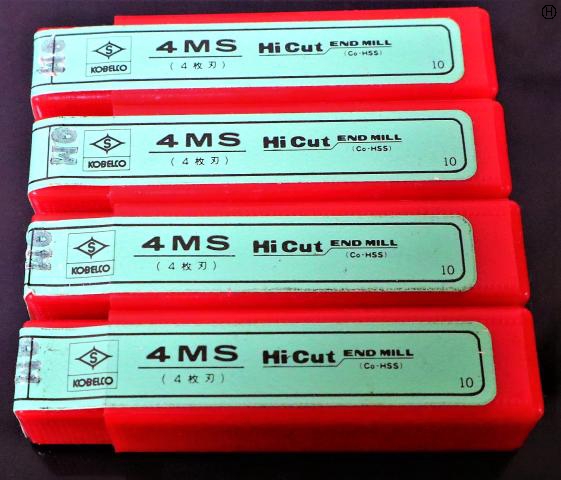 H
S
KOBELCO
4MS
(4枚刃)
Hi Cut END MILL
(Co-HSS)
10
S
KOBELCO
4MS
(4枚刃)
Hi Cut END MILL
(Co-HSS)
10
S
KOBELCO
4MS
(4枚刃)
Hi Cut END MILL
(Co-HSS)
10
S
KOBELCO
4MS
(4枚刃)
Hi Cut END MILL
(Co-HSS)
10